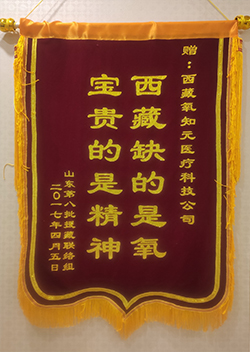 赠：西藏氧知元医疗科技公司
西藏缺的是氧
宝贵的是精神
山东第八批援藏联络组
二〇一七年四月五日